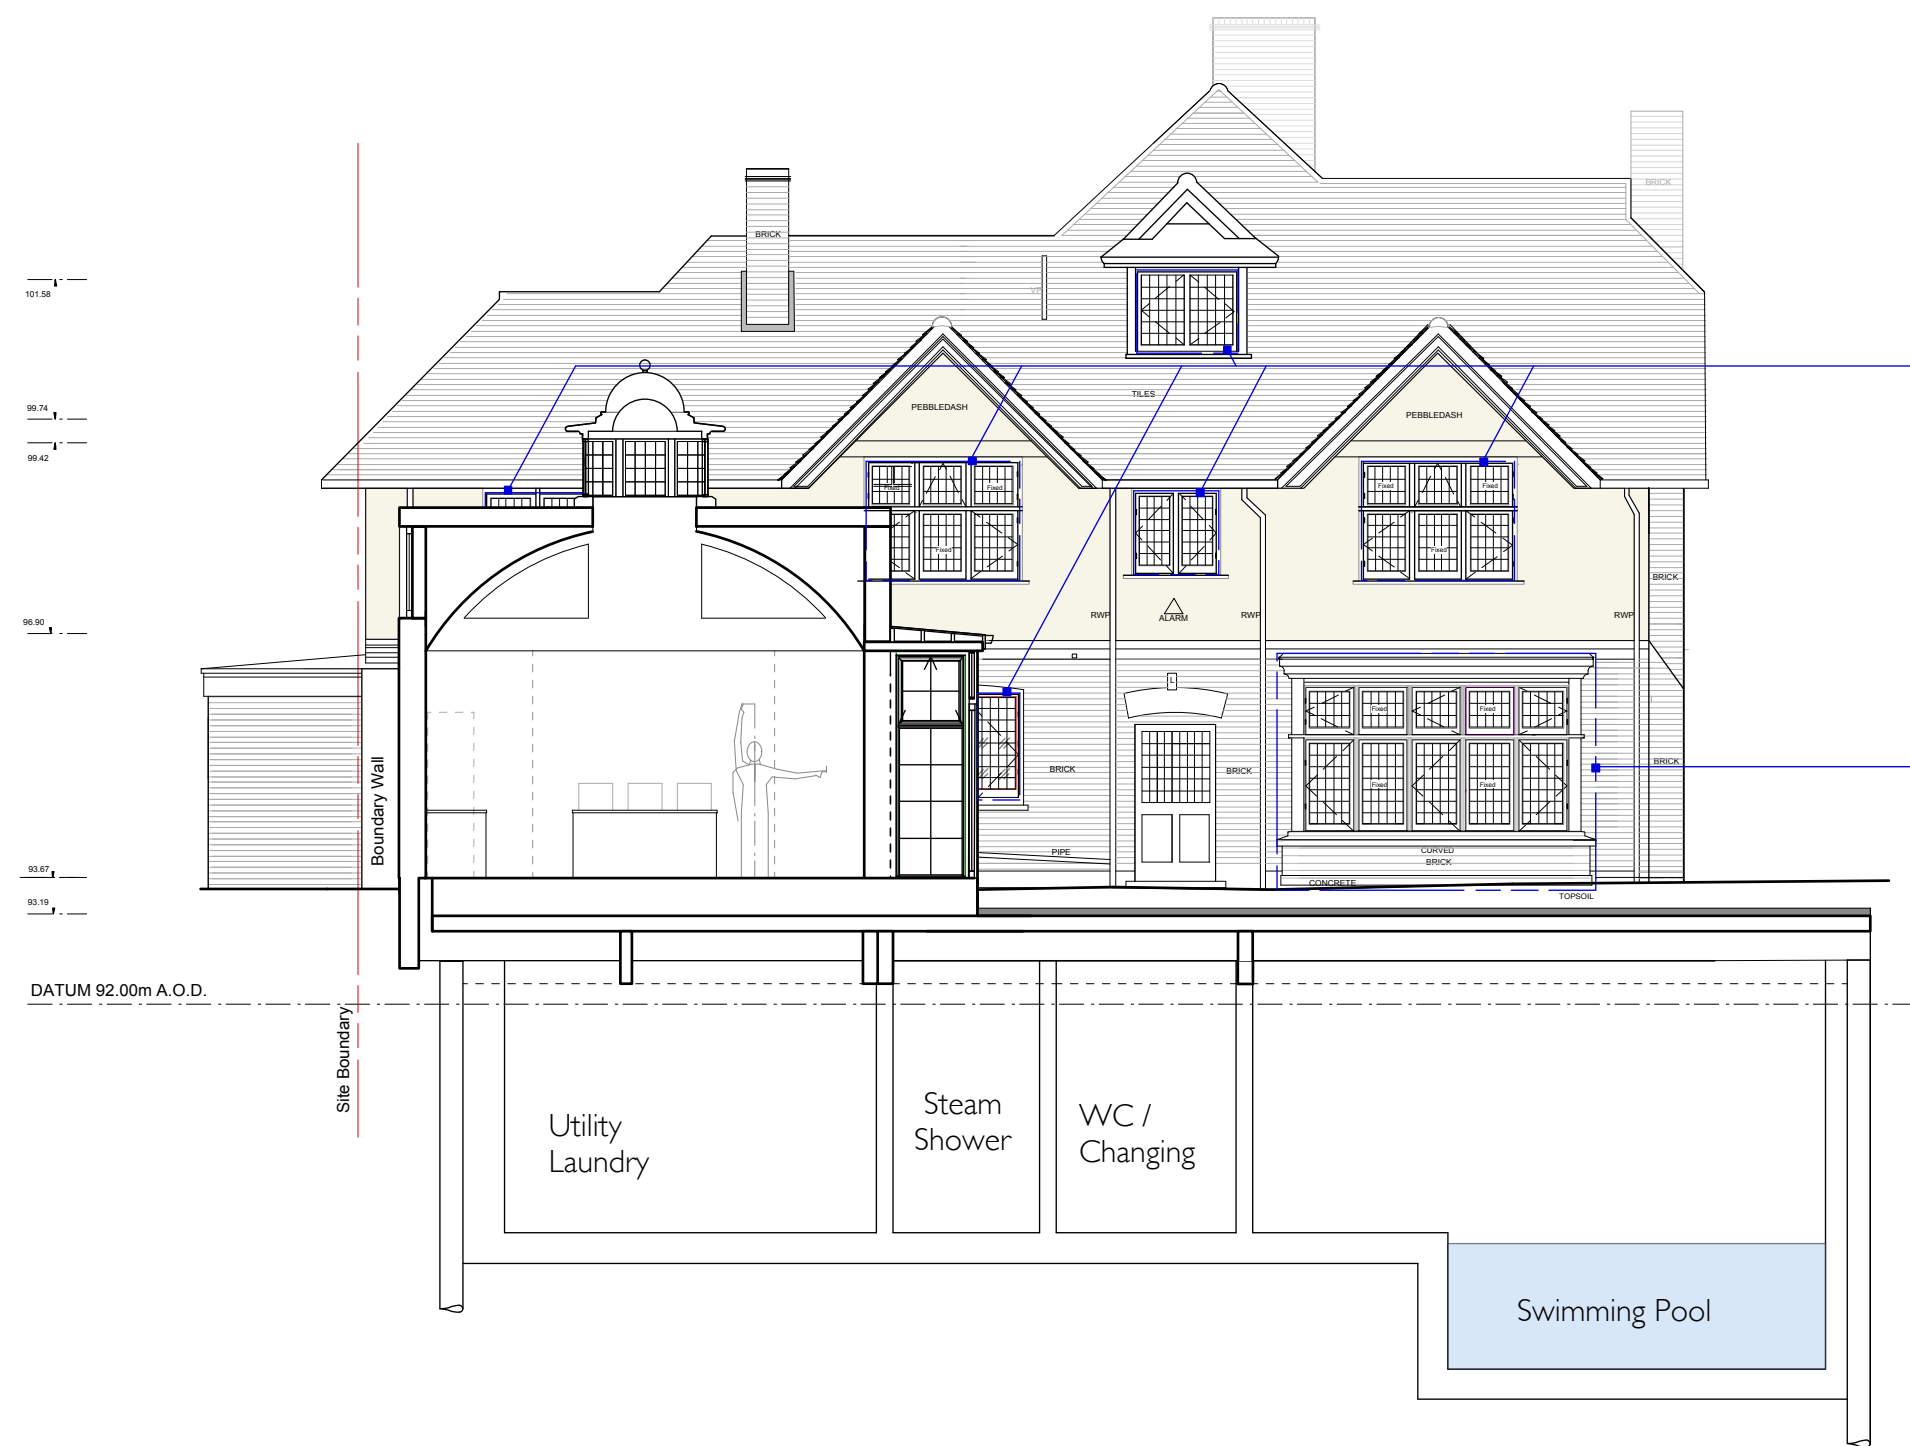 BRICK
BRICK
VP
101.58
TILES
99.74
PEBBLEDASH
PEBBLEDASH
99.42
Fixed
Fixed
Fixed
Fixed
Fixed
Fixed
BRICK
96.90
RWP
ALARM
RWP
RWP
L
Fixed
Fixed
Boundary Wall
BRICK
BRICK
BRICK
Fixed
Fixed
PIPE
CURVED
BRICK
93.67
CONCRETE
TOPSOIL
93.19
DATUM 92.00m A.O.D.
Site Boundary
Utility
Laundry
Steam
Shower
WC /
Changing
Swimming Pool